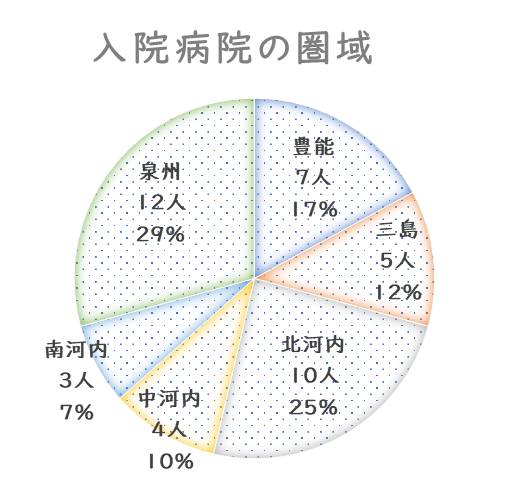 入院病院の圏域
豊能
7人
17%
三島
5人
12%
北河内
10人
25%
中河内
4人
10%
南河内
3人
7%
泉州
12人
29%